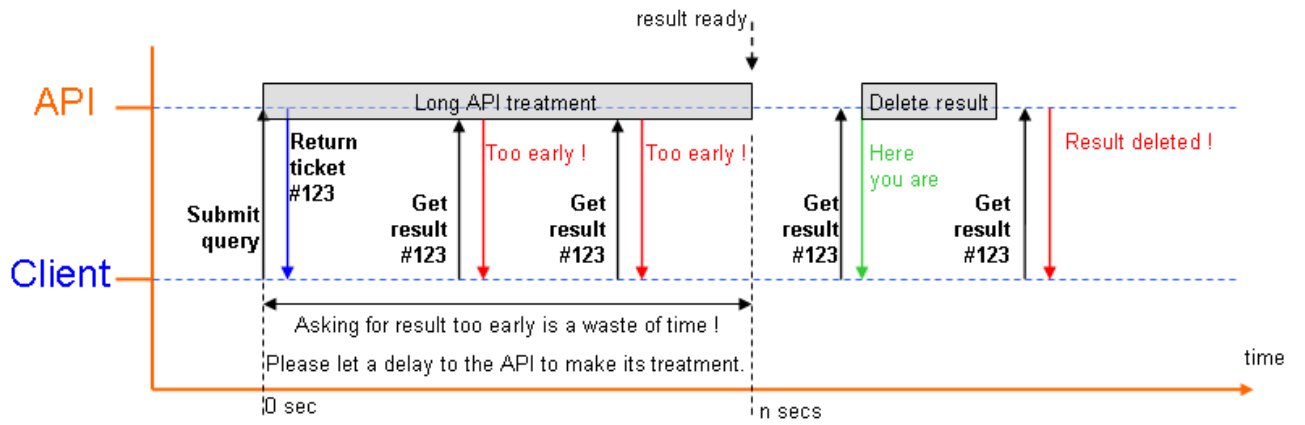 result ready
API
Long API treatment
Delete result
Return
ticket
#123
Too early !
Too early !
Here
you are
Result deleted !
Submit
query
Get
result
#123
Get
result
#123
Get
result
#123
Get
result
#123
Client
Asking for result too early is a waste of time !
Please let a delay to the API to make its treatment.
time
0 sec
n secs